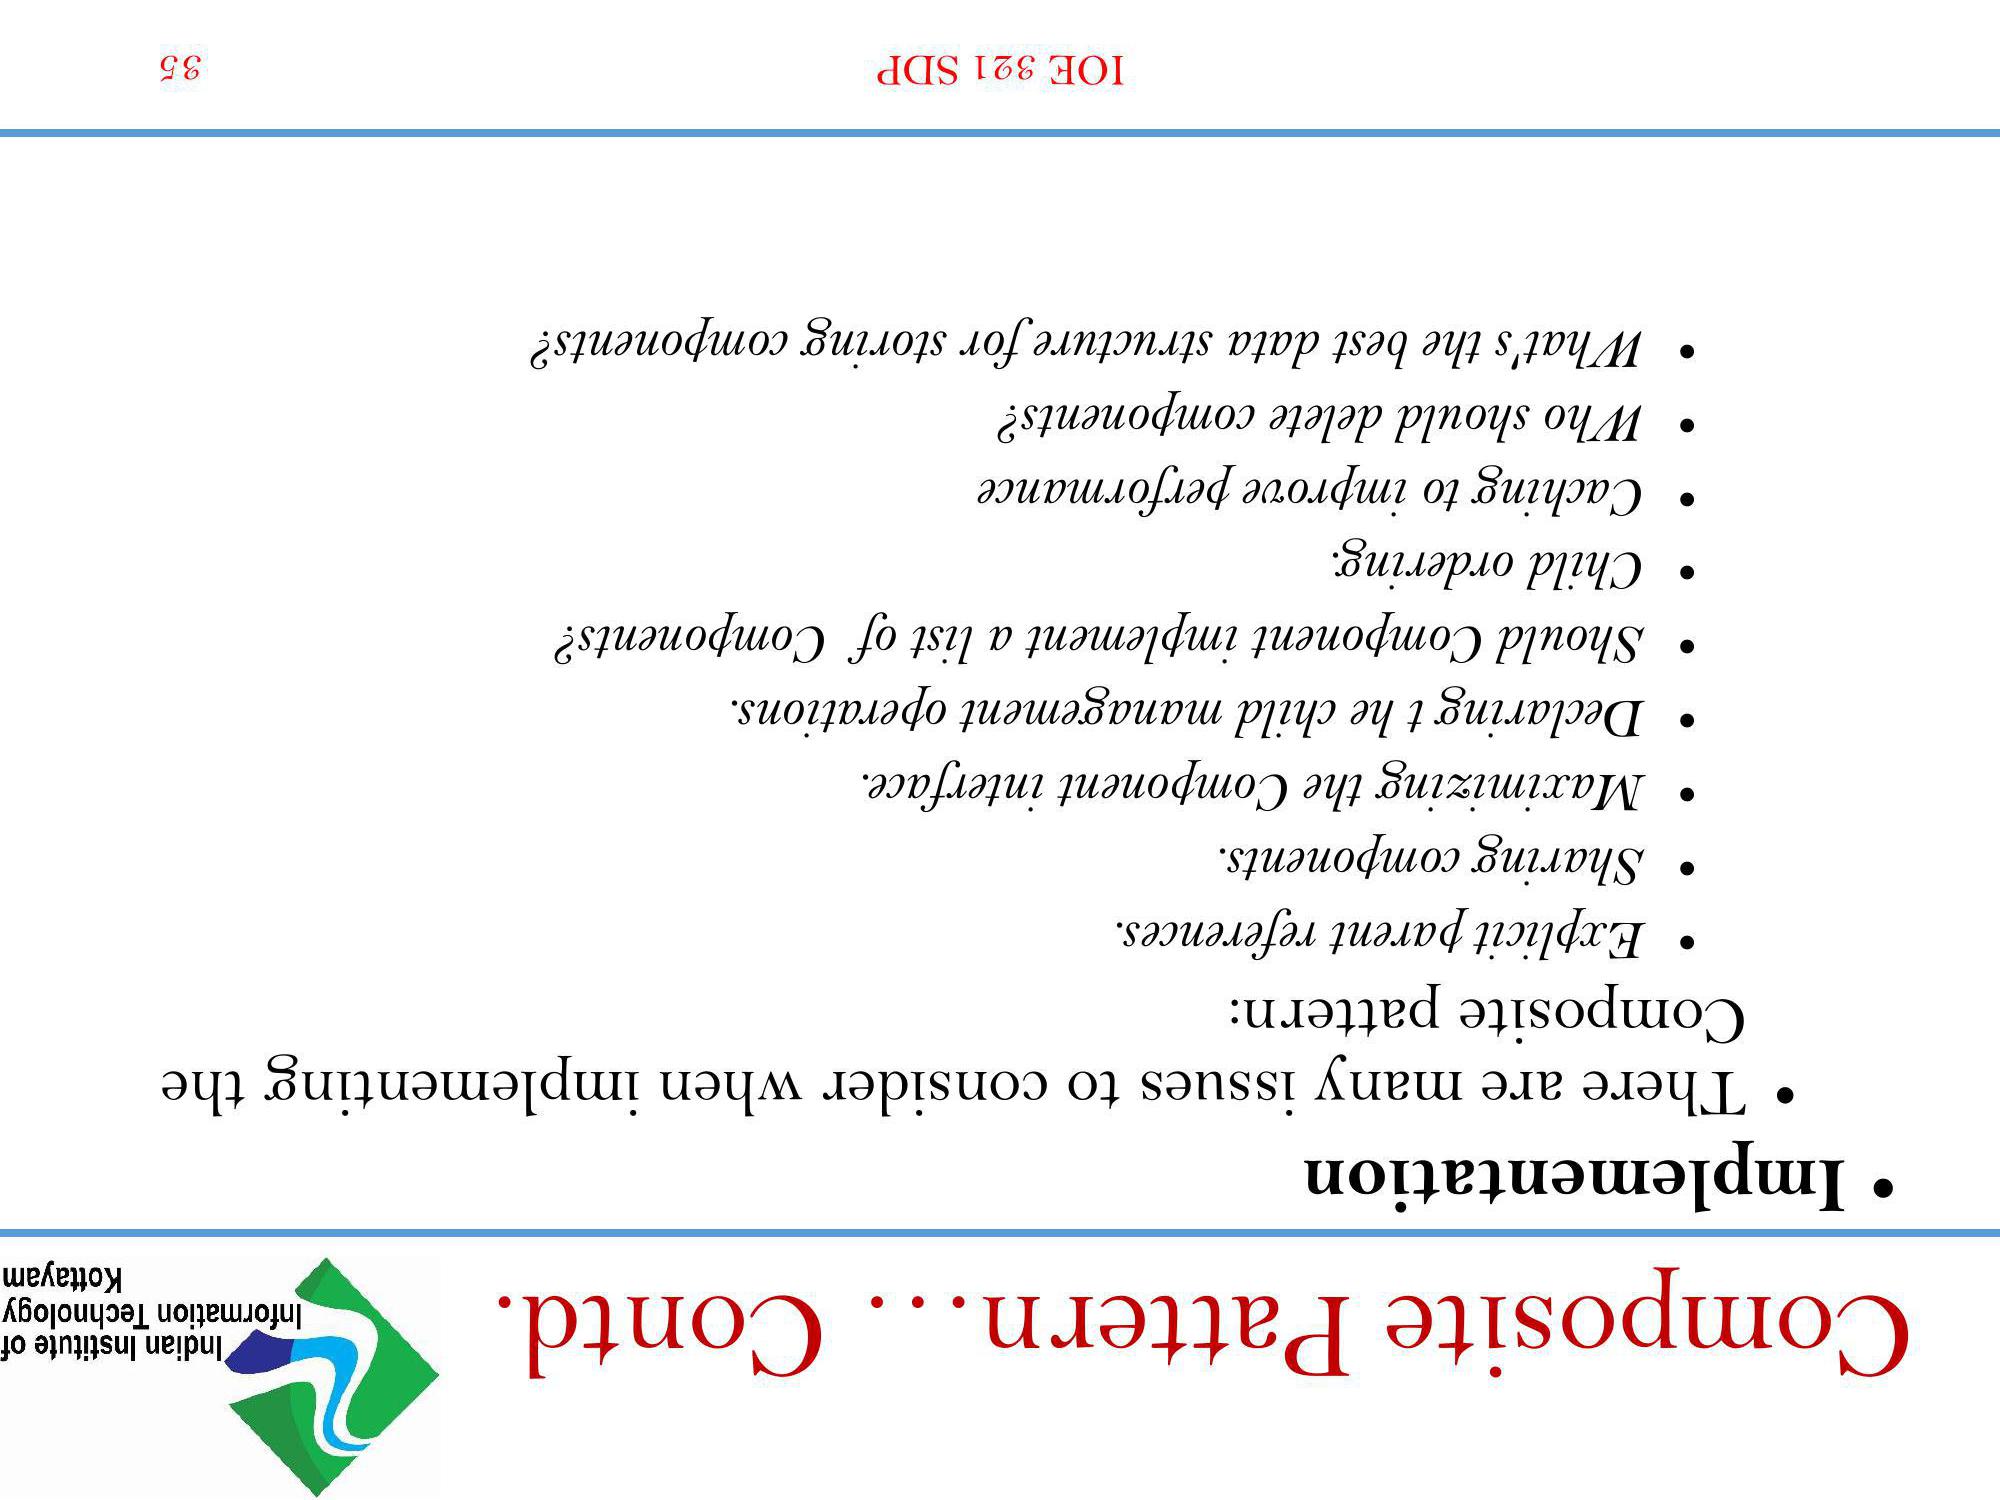 Composite Pattern… Contd.
Indian Institute of
Information Technology
Kottayam
• Implementation
• There are many issues to consider when implementing the
Composite pattern:
• Explicit parent references.
• Sharing components.
• Maximizing the Component interface.
• Declaring t he child management operations.
• Should Component implement a list of Components?
• Child ordering.
• Caching to improve performance
• Who should delete components?
• What's the best data structure for storing components?
IOE 321 SDP
35